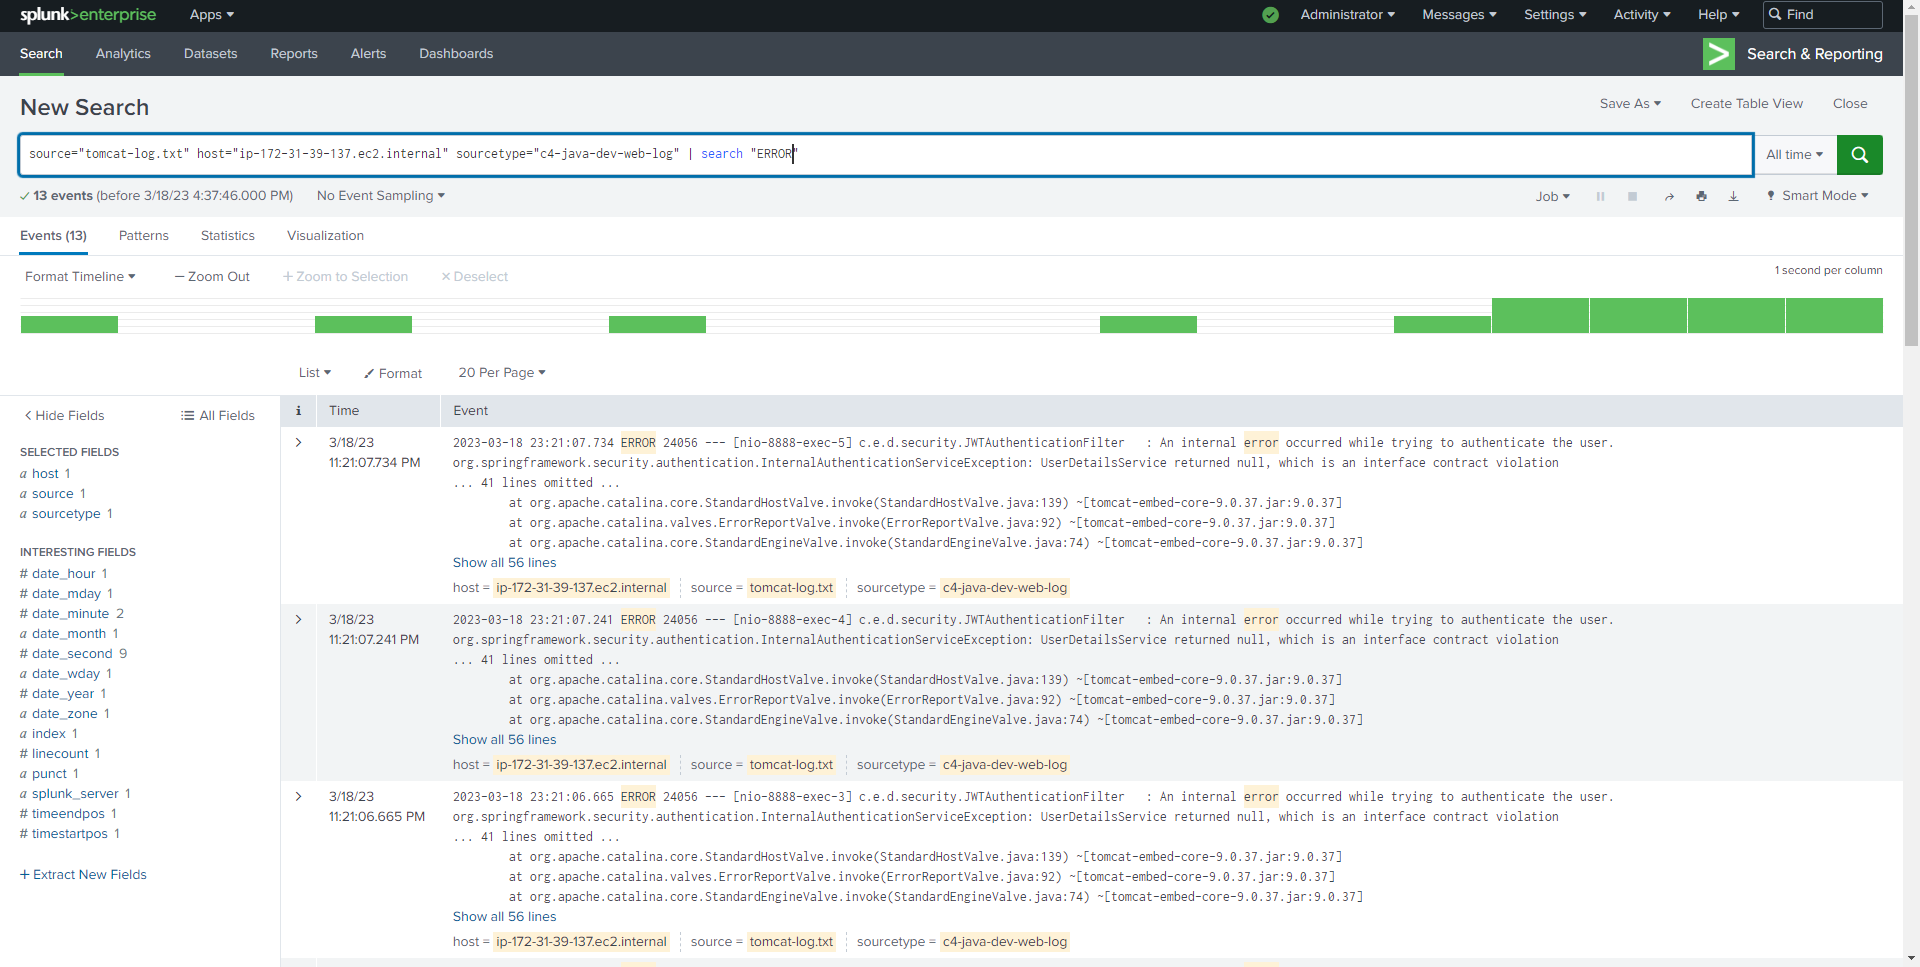 splunk>enterprise Apps Administrator Messages Settings Activity Help Find
Search Analytics Datasets Reports Alerts Dashboards Search & Reporting
New Search Save As Create Table View Close
source="tomcat-log.txt" host="ip-172-31-39-137.ec2.internal" sourcetype="c4-java-dev-web-log" | search "ERROR" All time
13 events (before 3/18/23 4:37:46.000 PM) No Event Sampling Job Smart Mode
Events (13) Patterns Statistics Visualization
Format Timeline — Zoom Out + Zoom to Selection × Deselect 1 second per column
List Format 20 Per Page
< Hide Fields All Fields
SELECTED FIELDS
a host 1
a source 1
a sourcetype 1
INTERESTING FIELDS
# date_hour 1
# date_mday 1
# date_minute 2
a date_month 1
# date_second 9
a date_wday 1
# date_year 1
a date_zone 1
a index 1
# linecount 1
a punct 1
a splunk_server 1
# timeendpos 1
# timestartpos 1
+ Extract New Fields
i Time Event
3/18/23
11:21:07.734 PM
2023-03-18 23:21:07.734 ERROR 24056 --- [nio-8888-exec-5] c.e.d.security.JWTAuthenticationFilter : An internal error occurred while trying to authenticate the user.
org.springframework.security.authentication.InternalAuthenticationServiceException: UserDetailsService returned null, which is an interface contract violation
... 41 lines omitted ...
at org.apache.catalina.core.StandardHostValve.invoke(StandardHostValve.java:139) ~[tomcat-embed-core-9.0.37.jar:9.0.37]
at org.apache.catalina.valves.ErrorReportValve.invoke(ErrorReportValve.java:92) ~[tomcat-embed-core-9.0.37.jar:9.0.37]
at org.apache.catalina.core.StandardEngineValve.invoke(StandardEngineValve.java:74) ~[tomcat-embed-core-9.0.37.jar:9.0.37]
Show all 56 lines
host = ip-172-31-39-137.ec2.internal source = tomcat-log.txt sourcetype = c4-java-dev-web-log
3/18/23
11:21:07.241 PM
2023-03-18 23:21:07.241 ERROR 24056 --- [nio-8888-exec-4] c.e.d.security.JWTAuthenticationFilter : An internal error occurred while trying to authenticate the user.
org.springframework.security.authentication.InternalAuthenticationServiceException: UserDetailsService returned null, which is an interface contract violation
... 41 lines omitted ...
at org.apache.catalina.core.StandardHostValve.invoke(StandardHostValve.java:139) ~[tomcat-embed-core-9.0.37.jar:9.0.37]
at org.apache.catalina.valves.ErrorReportValve.invoke(ErrorReportValve.java:92) ~[tomcat-embed-core-9.0.37.jar:9.0.37]
at org.apache.catalina.core.StandardEngineValve.invoke(StandardEngineValve.java:74) ~[tomcat-embed-core-9.0.37.jar:9.0.37]
Show all 56 lines
host = ip-172-31-39-137.ec2.internal source = tomcat-log.txt sourcetype = c4-java-dev-web-log
3/18/23
11:21:06.665 PM
2023-03-18 23:21:06.665 ERROR 24056 --- [nio-8888-exec-3] c.e.d.security.JWTAuthenticationFilter : An internal error occurred while trying to authenticate the user.
org.springframework.security.authentication.InternalAuthenticationServiceException: UserDetailsService returned null, which is an interface contract violation
... 41 lines omitted ...
at org.apache.catalina.core.StandardHostValve.invoke(StandardHostValve.java:139) ~[tomcat-embed-core-9.0.37.jar:9.0.37]
at org.apache.catalina.valves.ErrorReportValve.invoke(ErrorReportValve.java:92) ~[tomcat-embed-core-9.0.37.jar:9.0.37]
at org.apache.catalina.core.StandardEngineValve.invoke(StandardEngineValve.java:74) ~[tomcat-embed-core-9.0.37.jar:9.0.37]
Show all 56 lines
host = ip-172-31-39-137.ec2.internal source = tomcat-log.txt sourcetype = c4-java-dev-web-log